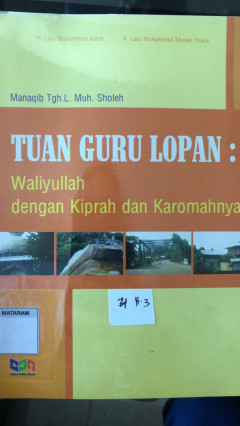 H. Lalu Muhammad Azhar
H. Lalu Muhammad Sholeh Tsalis
Manaqib Tgh.L. Muh. Sholeh
TUAN GURU LOPAN :
Waliyullah
dengan Kiprah dan Karomahnya
MATARAM